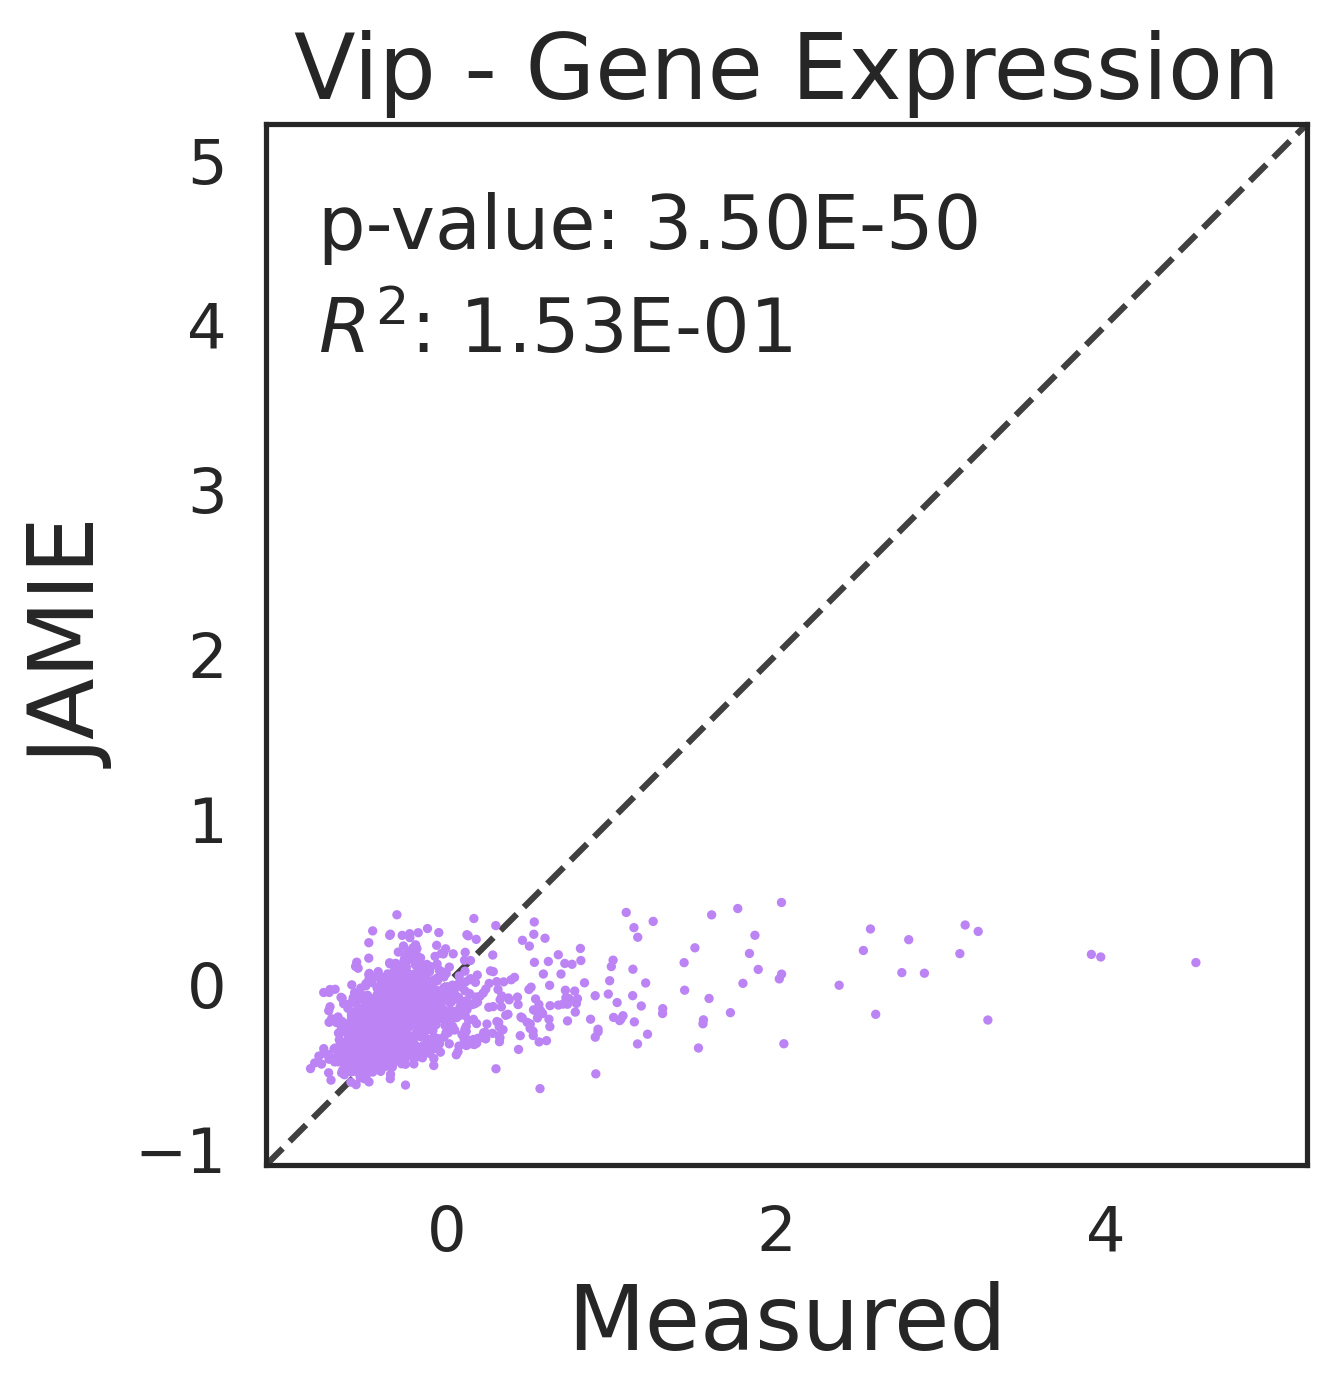 Vip - Gene Expression
p-value: 3.50E-50
R²: 1.53E-01
5
4
3
2
1
0
−1
JAMIE
0 2 4
Measured